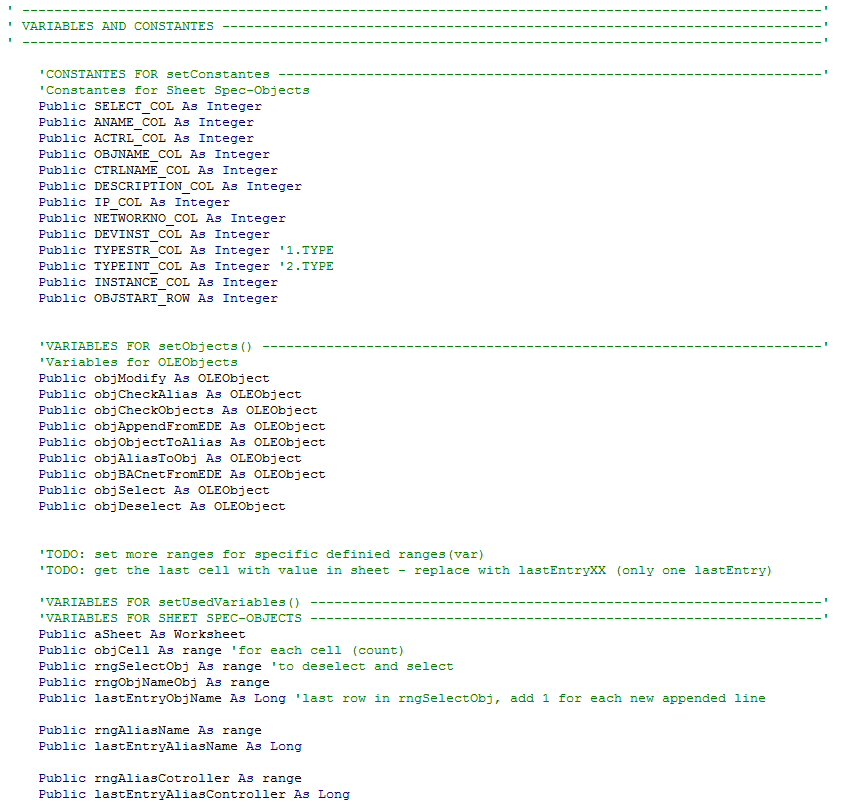 ' ----------------------------------------------------------------------------------------------------'
' VARIABLES AND CONSTANTES ---------------------------------------------------------------------------'
' ----------------------------------------------------------------------------------------------------'
'CONSTANTES FOR setConstantes --------------------------------------------------------------------'
'Constantes for Sheet Spec-Objects
Public SELECT_COL As Integer
Public ANAME_COL As Integer
Public ACTRL_COL As Integer
Public OBJNAME_COL As Integer
Public CTRLNAME_COL As Integer
Public DESCRIPTION_COL As Integer
Public IP_COL As Integer
Public NETWORKNO_COL As Integer
Public DEVINST_COL As Integer
Public TYPESTR_COL As Integer '1.TYPE
Public TYPEINT_COL As Integer '2.TYPE
Public INSTANCE_COL As Integer
Public OBJSTART_ROW As Integer
'VARIABLES FOR setObjects() ----------------------------------------------------------------------'
'Variables for OLEObjects
Public objModify As OLEObject
Public objCheckAlias As OLEObject
Public objCheckObjects As OLEObject
Public objAppendFromEDE As OLEObject
Public objObjectToAlias As OLEObject
Public objAliasToObj As OLEObject
Public objBACnetFromEDE As OLEObject
Public objSelect As OLEObject
Public objDeselect As OLEObject
'TODO: set more ranges for specific definied ranges(var)
'TODO: get the last cell with value in sheet - replace with lastEntryXX (only one lastEntry)
'VARIABLES FOR setUsedVariables() ----------------------------------------------------------------'
'VARIABLES FOR SHEET SPEC-OBJECTS ----------------------------------------------------------------'
Public aSheet As Worksheet
Public objCell As range 'for each cell (count)
Public rngSelectObj As range 'to deselect and select
Public rngObjNameObj As range
Public lastEntryObjName As Long 'last row in rngSelectObj, add 1 for each new appended line
Public rngAliasName As range
Public lastEntryAliasName As Long
Public rngAliasCotroller As range
Public lastEntryAliasController As Long